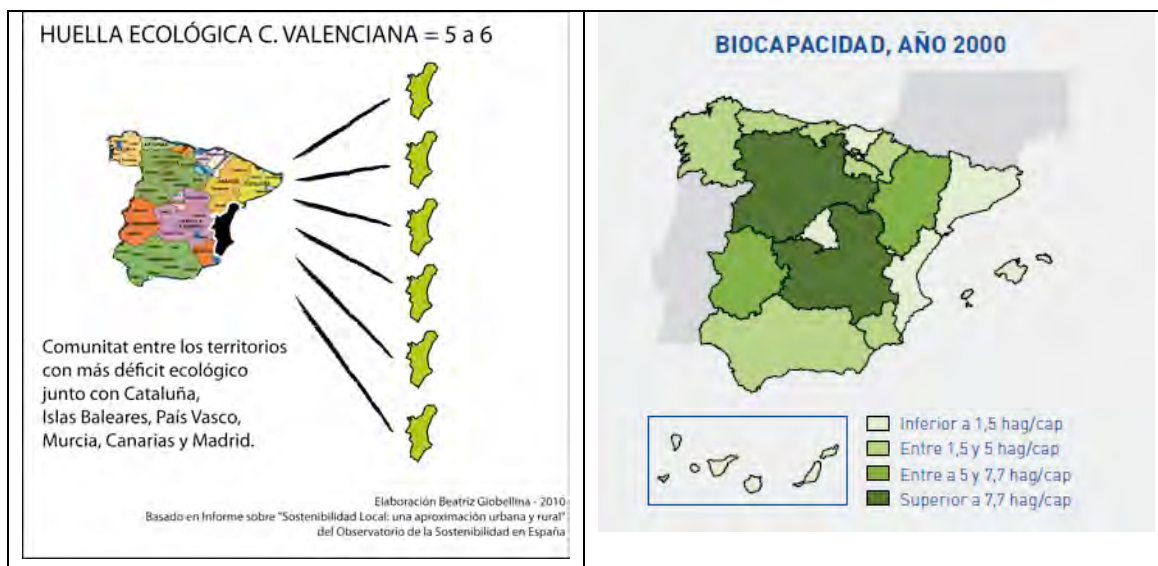 HUELLA ECOLÓGICA C. VALENCIANA = 5 a 6
Comunitat entre los territorios
con más déficit ecológico
junto con Cataluña,
Islas Baleares, País Vasco,
Murcia, Canarias y Madrid.
Elaboración Beatriz Giobellina - 2010
Basado en Informe sobre "Sostenibilidad Local: una aproximación urbana y rural"
del Observatorio de la Sostenibilidad en España
BIOCAPACIDAD, AÑO 2000
Inferior a 1,5 hag/cap
Entre 1,5 y 5 hag/cap
Entre a 5 y 7,7 hag/cap
Superior a 7,7 hag/cap